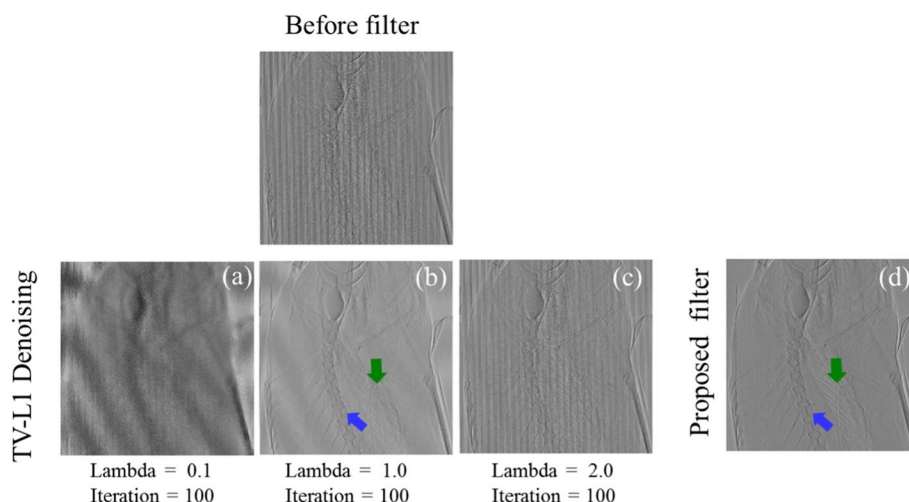 Before filter
TV-L1 Denoising
(a)
(b)
(c)
Proposed filter
(d)
Lambda = 0.1
Iteration = 100
Lambda = 1.0
Iteration = 100
Lambda = 2.0
Iteration = 100